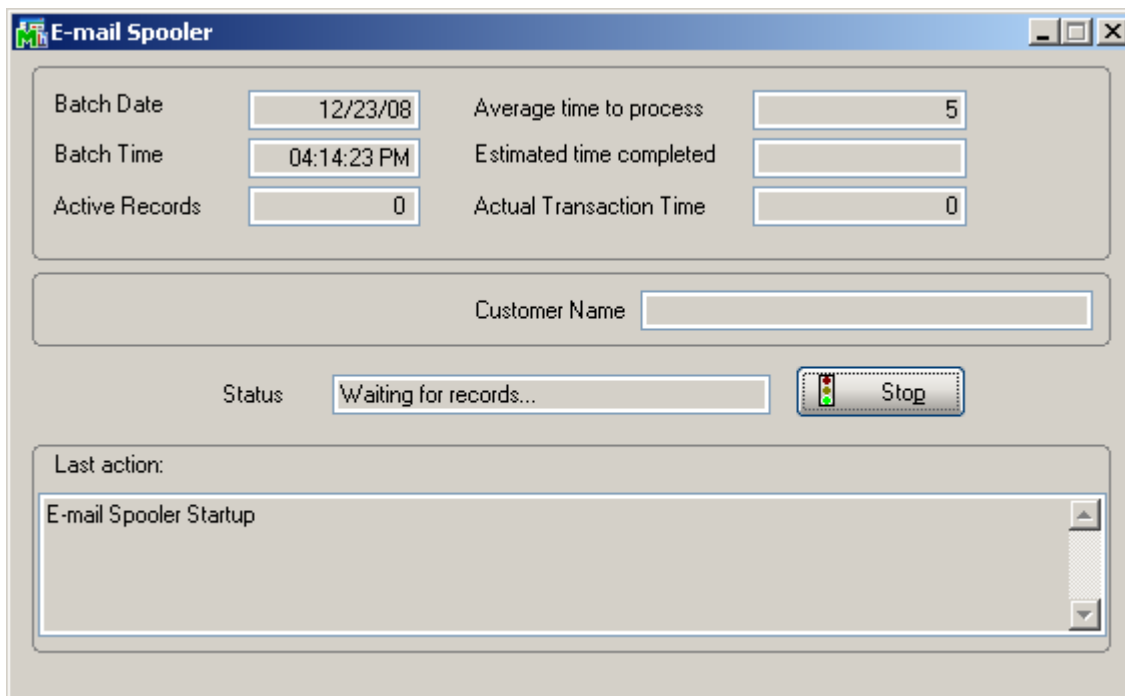 E-mail Spooler
Batch Date 12/23/08 Average time to process 5
Batch Time 04:14:23 PM Estimated time completed
Active Records 0 Actual Transaction Time 0
Customer Name
Status Waiting for records... Stop
Last action:
E-mail Spooler Startup